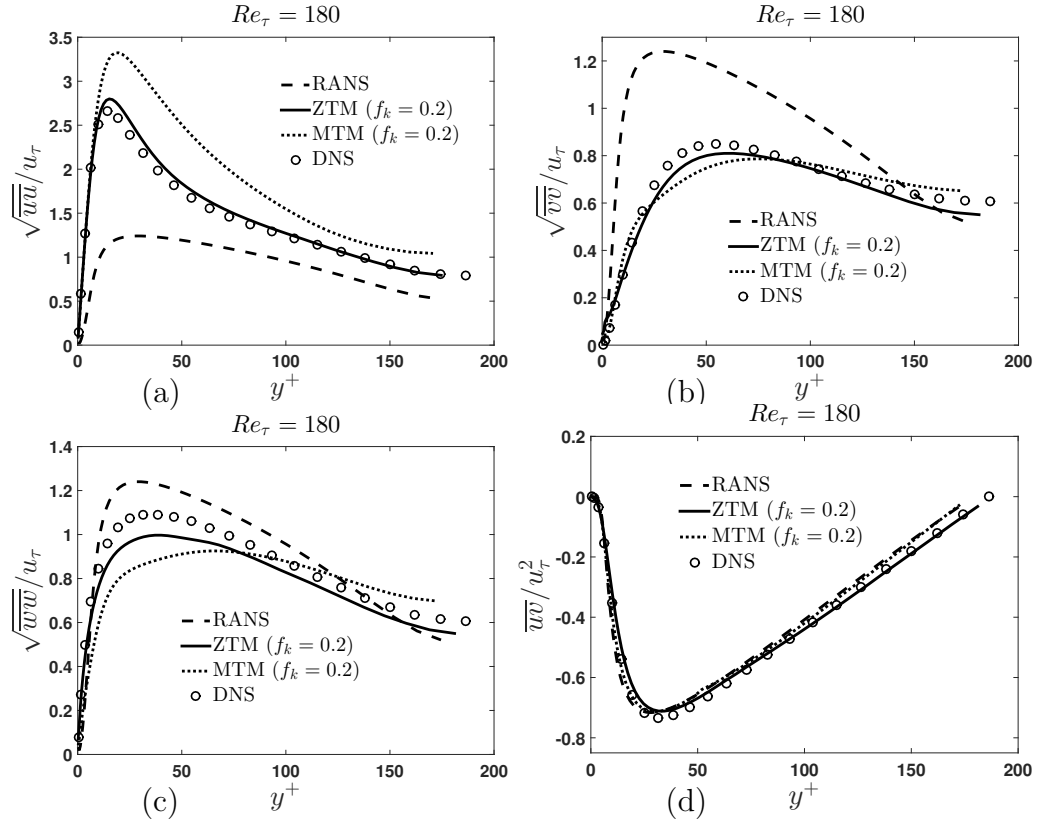 Re_τ = 180
3.5
3
2.5
2
1.5
1
0.5
0
√uu/u_τ
RANS
ZTM (f_k = 0.2)
MTM (f_k = 0.2)
DNS
0 50 100 150 200
(a) y⁺
Re_τ = 180
1.2
1
0.8
0.6
0.4
0.2
0
√vv/u_τ
RANS
ZTM (f_k = 0.2)
MTM (f_k = 0.2)
DNS
0 50 100 150 200
(b) y⁺
Re_τ = 180
1.4
1.2
1
0.8
0.6
0.4
0.2
0
√ww/u_τ
RANS
ZTM (f_k = 0.2)
MTM (f_k = 0.2)
DNS
0 50 100 150 200
(c) y⁺
Re_τ = 180
0.2
0
-0.2
-0.4
-0.6
-0.8
uv/u_τ²
RANS
ZTM (f_k = 0.2)
MTM (f_k = 0.2)
DNS
0 50 100 150 200
(d) y⁺